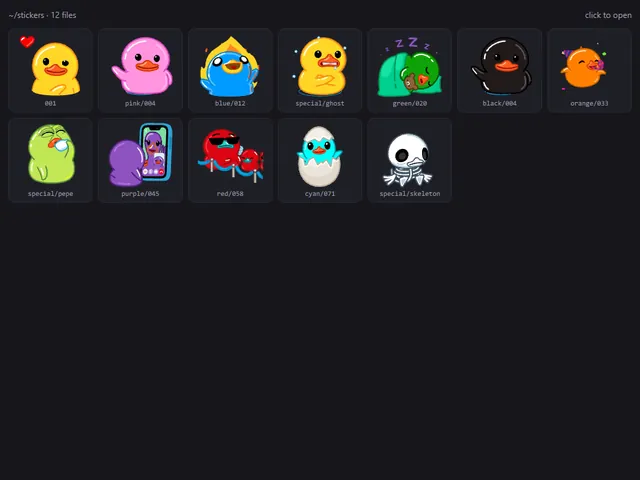 ~/stickers · 12 files
click to open
z Z Z z
001
pink/004
blue/012
special/ghost
green/020
black/004
orange/033
special/pepe
purple/045
red/058
cyan/071
special/skeleton